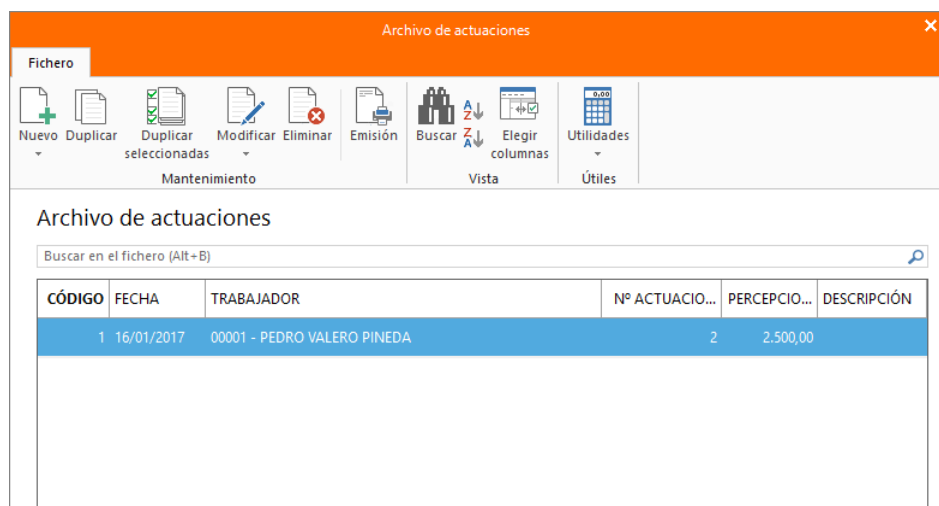 Archivo de actuaciones
Fichero
Nuevo Duplicar Duplicar seleccionadas Modificar Eliminar Emisión Buscar Elegir columnas Utilidades
Mantenimiento Vista Útiles
Archivo de actuaciones
Buscar en el fichero (Alt+B)
CÓDIGO FECHA TRABAJADOR Nº ACTUACIO... PERCEPCIO... DESCRIPCIÓN
1 16/01/2017 00001 - PEDRO VALERO PINEDA 2 2.500,00